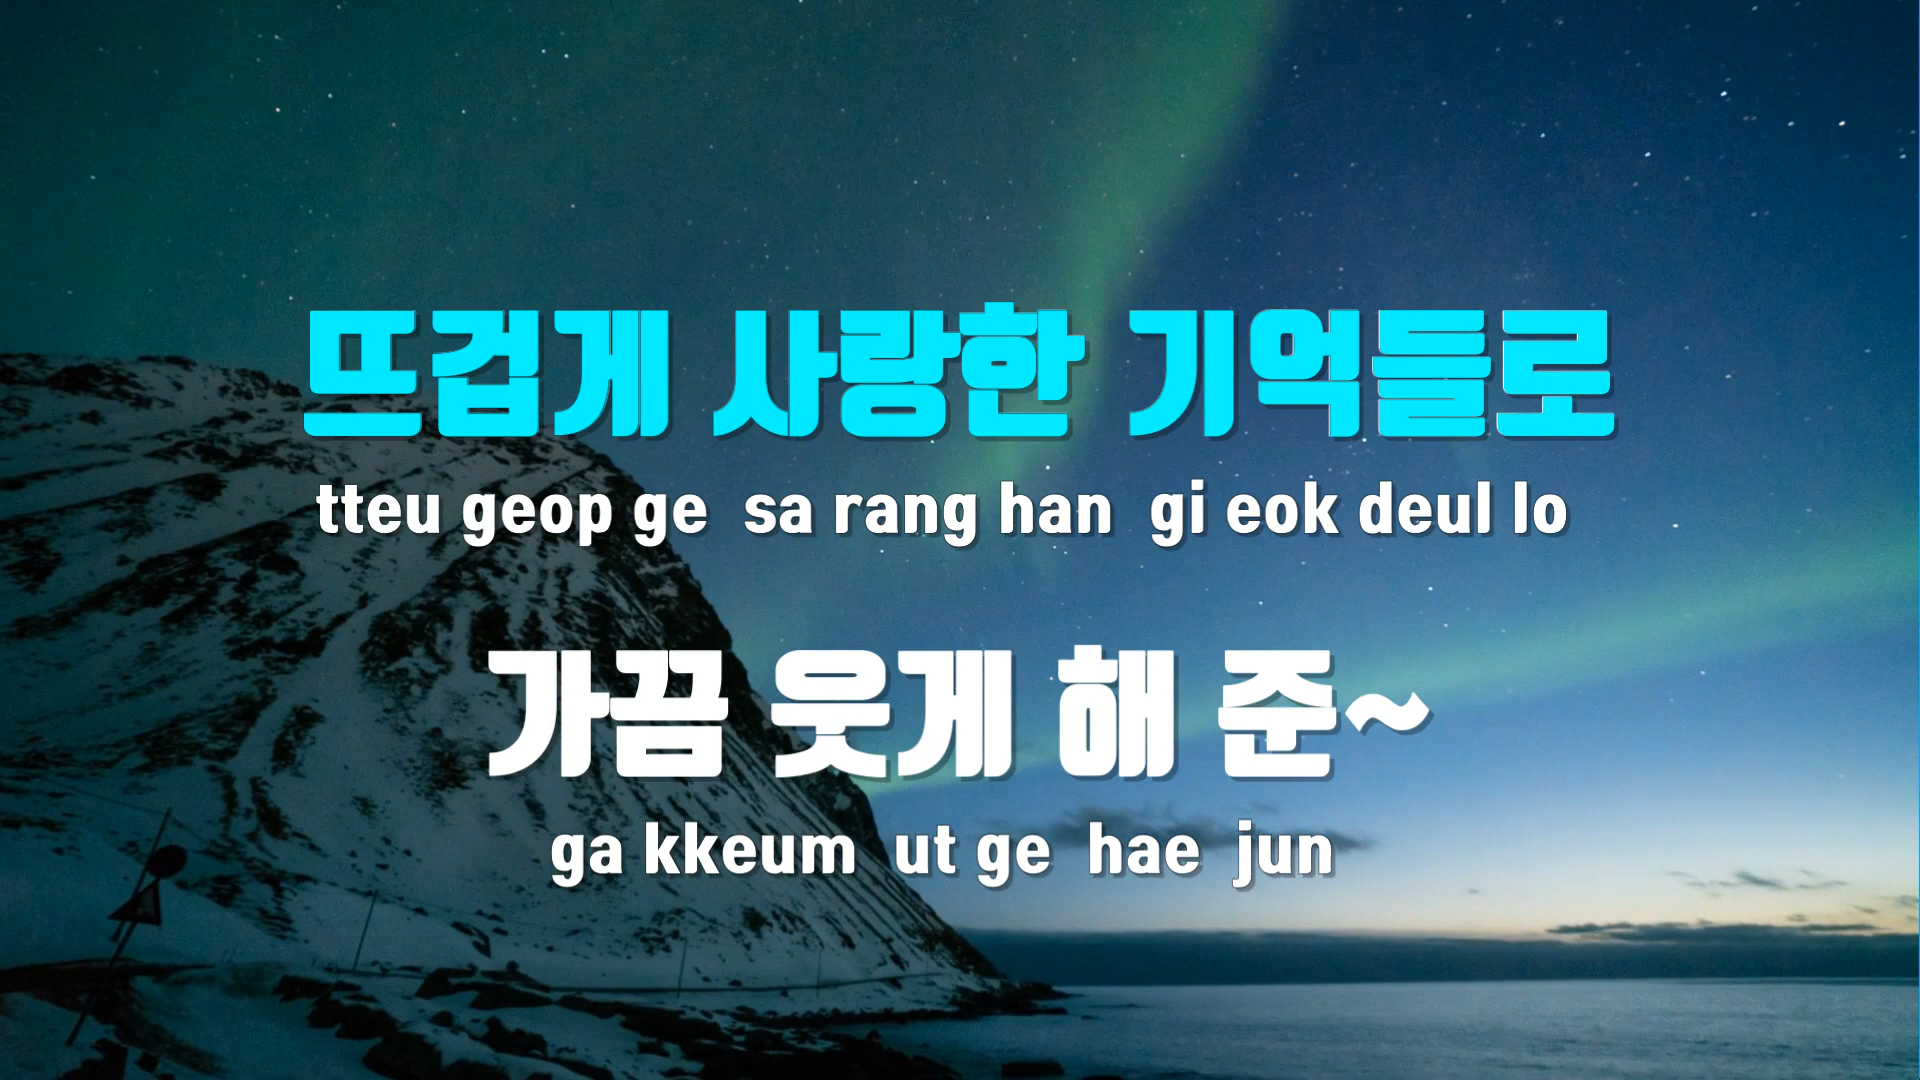 뜨겁게 사랑한 기억들로
tteu geop ge sa rang han gi eok deul lo
가끔 웃게 해 준~
ga kkeum ut ge hae jun